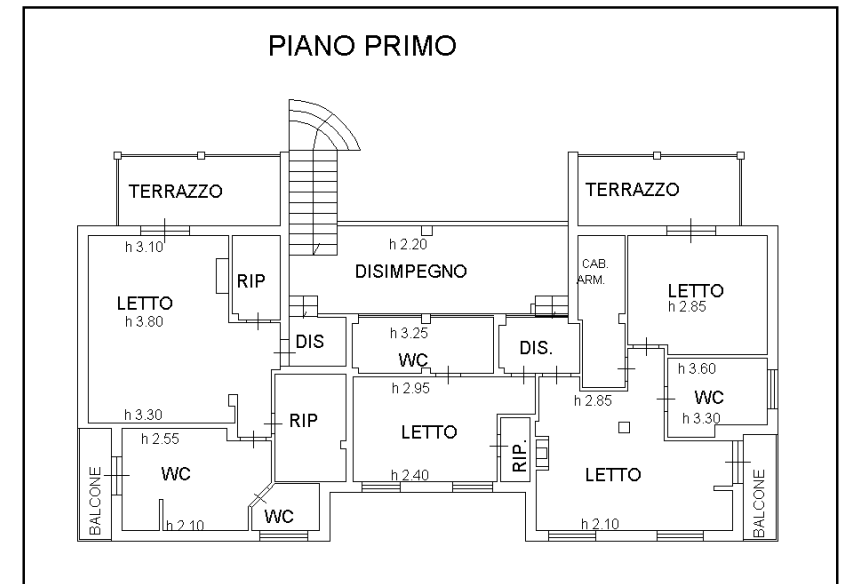 PIANO PRIMO
TERRAZZO
TERRAZZO
h 3.10
h 2.20
DISIMPEGNO
CAB.
ARM.
RIP
LETTO
h 3.80
LETTO
h 2.85
DIS
h 3.25
WC
DIS.
h 3.60
WC
h 3.30
h 2.95
h 2.85
h 3.30
RIP
LETTO
h 2.55
WC
RIP.
LETTO
h 2.40
BALCONE
BALCONE
WC
h 2.10
h 2.10